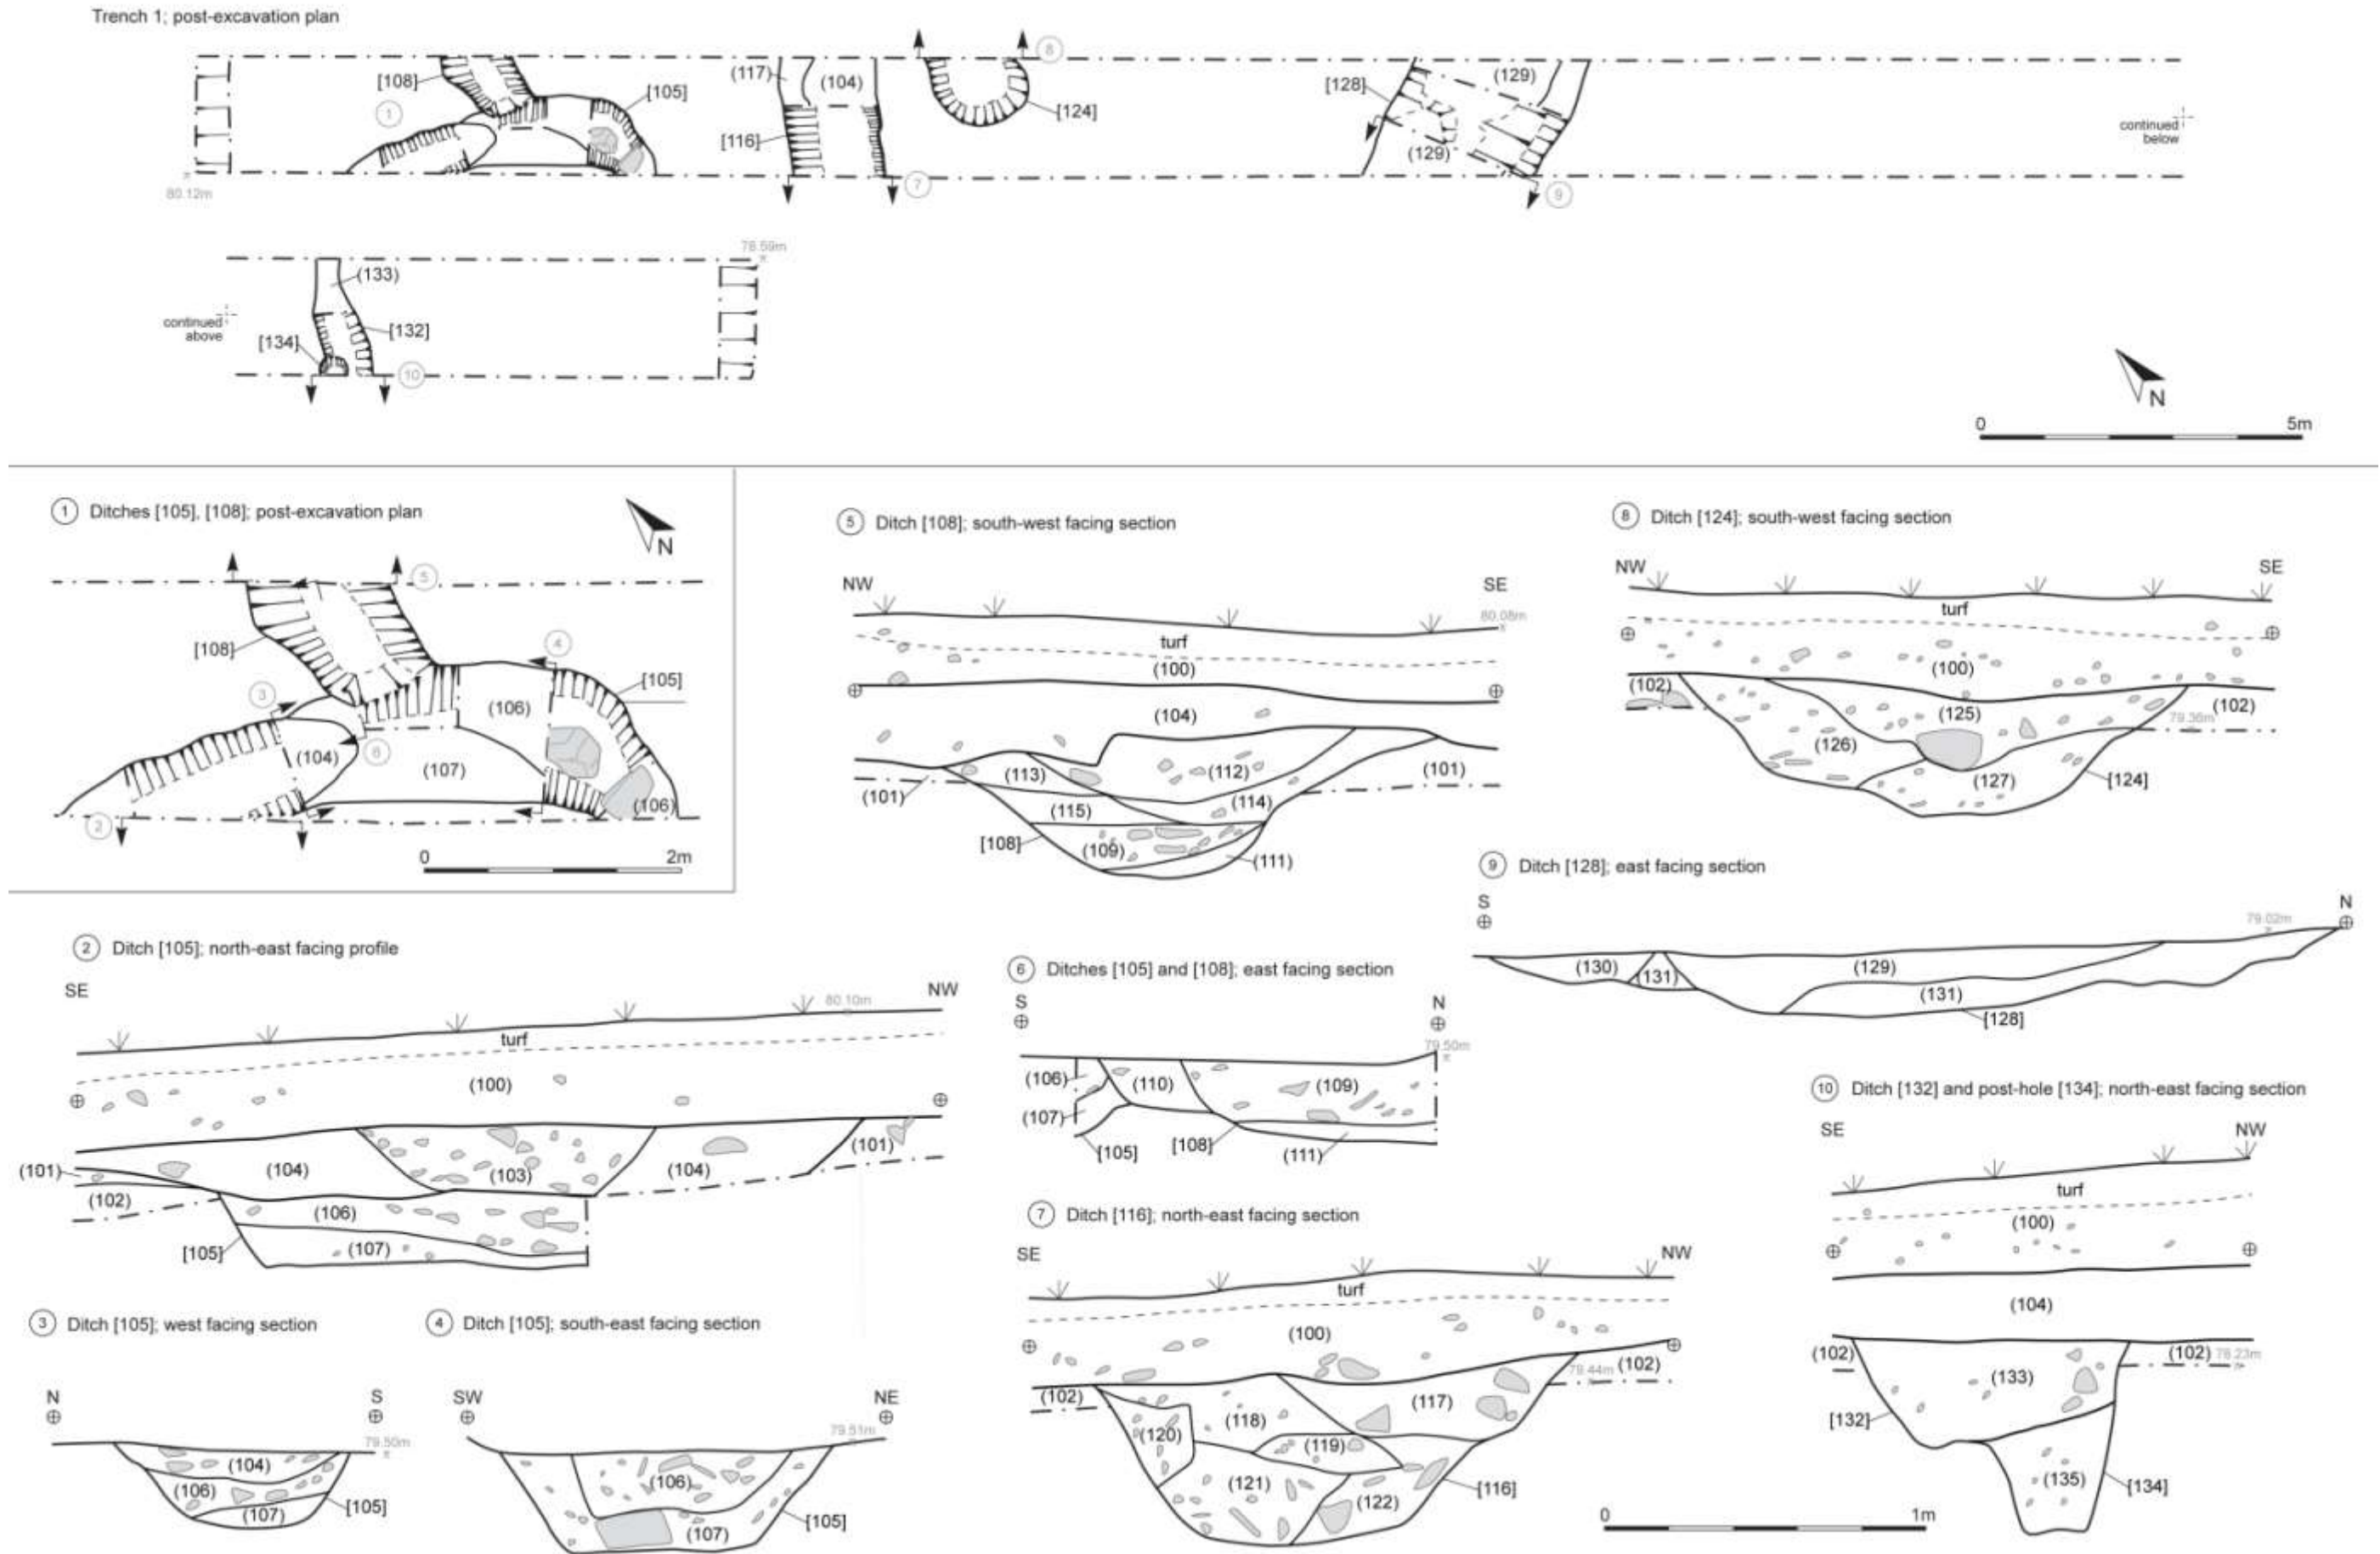 Trench 1; post-excavation plan
[108]
1
[105]
(117)
(104)
[116]
7
8
[124]
[128]
(129)
(129)
9
continued
below
80.12m
78.59m
(133)
continued
above
[134]
[132]
10
N
0 5m
1 Ditches [105], [108]; post-excavation plan
N
5
[108]
4
[105]
3
(106)
(104)
6
(107)
(106)
2
0 2m
5 Ditch [108]; south-west facing section
NW SE
80.08m
turf
(100)
(104)
(113)
(112)
(101)
(101)
(115)
(114)
[108]
(109)
(111)
8 Ditch [124]; south-west facing section
NW SE
turf
(100)
(102)
(102)
(125)
79.36m
(126)
(127)
[124]
9 Ditch [128]; east facing section
S N
79.02m
(130)
(131)
(129)
(131)
[128]
2 Ditch [105]; north-east facing profile
SE NW
80.10m
turf
(100)
(101)
(101)
(104)
(103)
(104)
(102)
(106)
[105]
(107)
6 Ditches [105] and [108]; east facing section
S N
79.50m
(106)
(110)
(109)
(107)
[105]
[108]
(111)
10 Ditch [132] and post-hole [134]; north-east facing section
SE NW
turf
(100)
(104)
(102)
(102) 78.23m
(133)
[132]
(135)
[134]
7 Ditch [116]; north-east facing section
SE NW
turf
(100)
79.44m (102)
(102)
(117)
(118)
(120)
(119)
(121)
(122)
[116]
3 Ditch [105]; west facing section
N S
79.50m
(104)
(106)
(107)
[105]
4 Ditch [105]; south-east facing section
SW NE
79.51m
(106)
(107)
[105]
0 1m